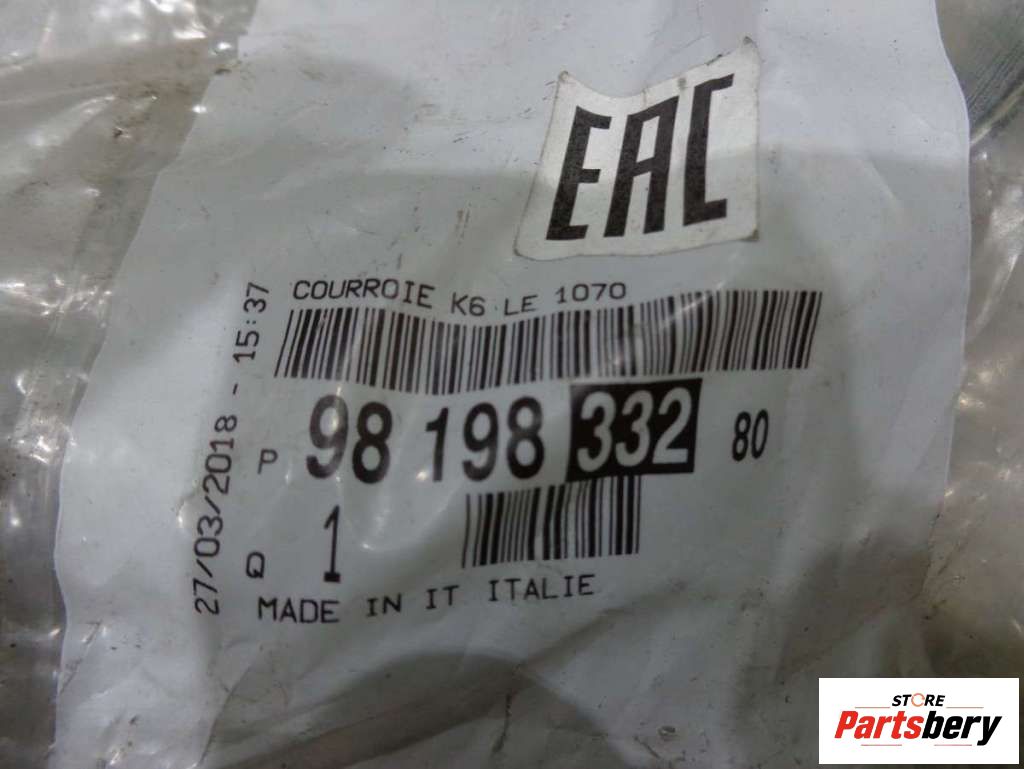 EAC
COURROIE K6 LE 1070
27/03/2018 - 15:37
P 98 198 332 80
Q 1
MADE IN IT ITALIE
STORE
Partsbery